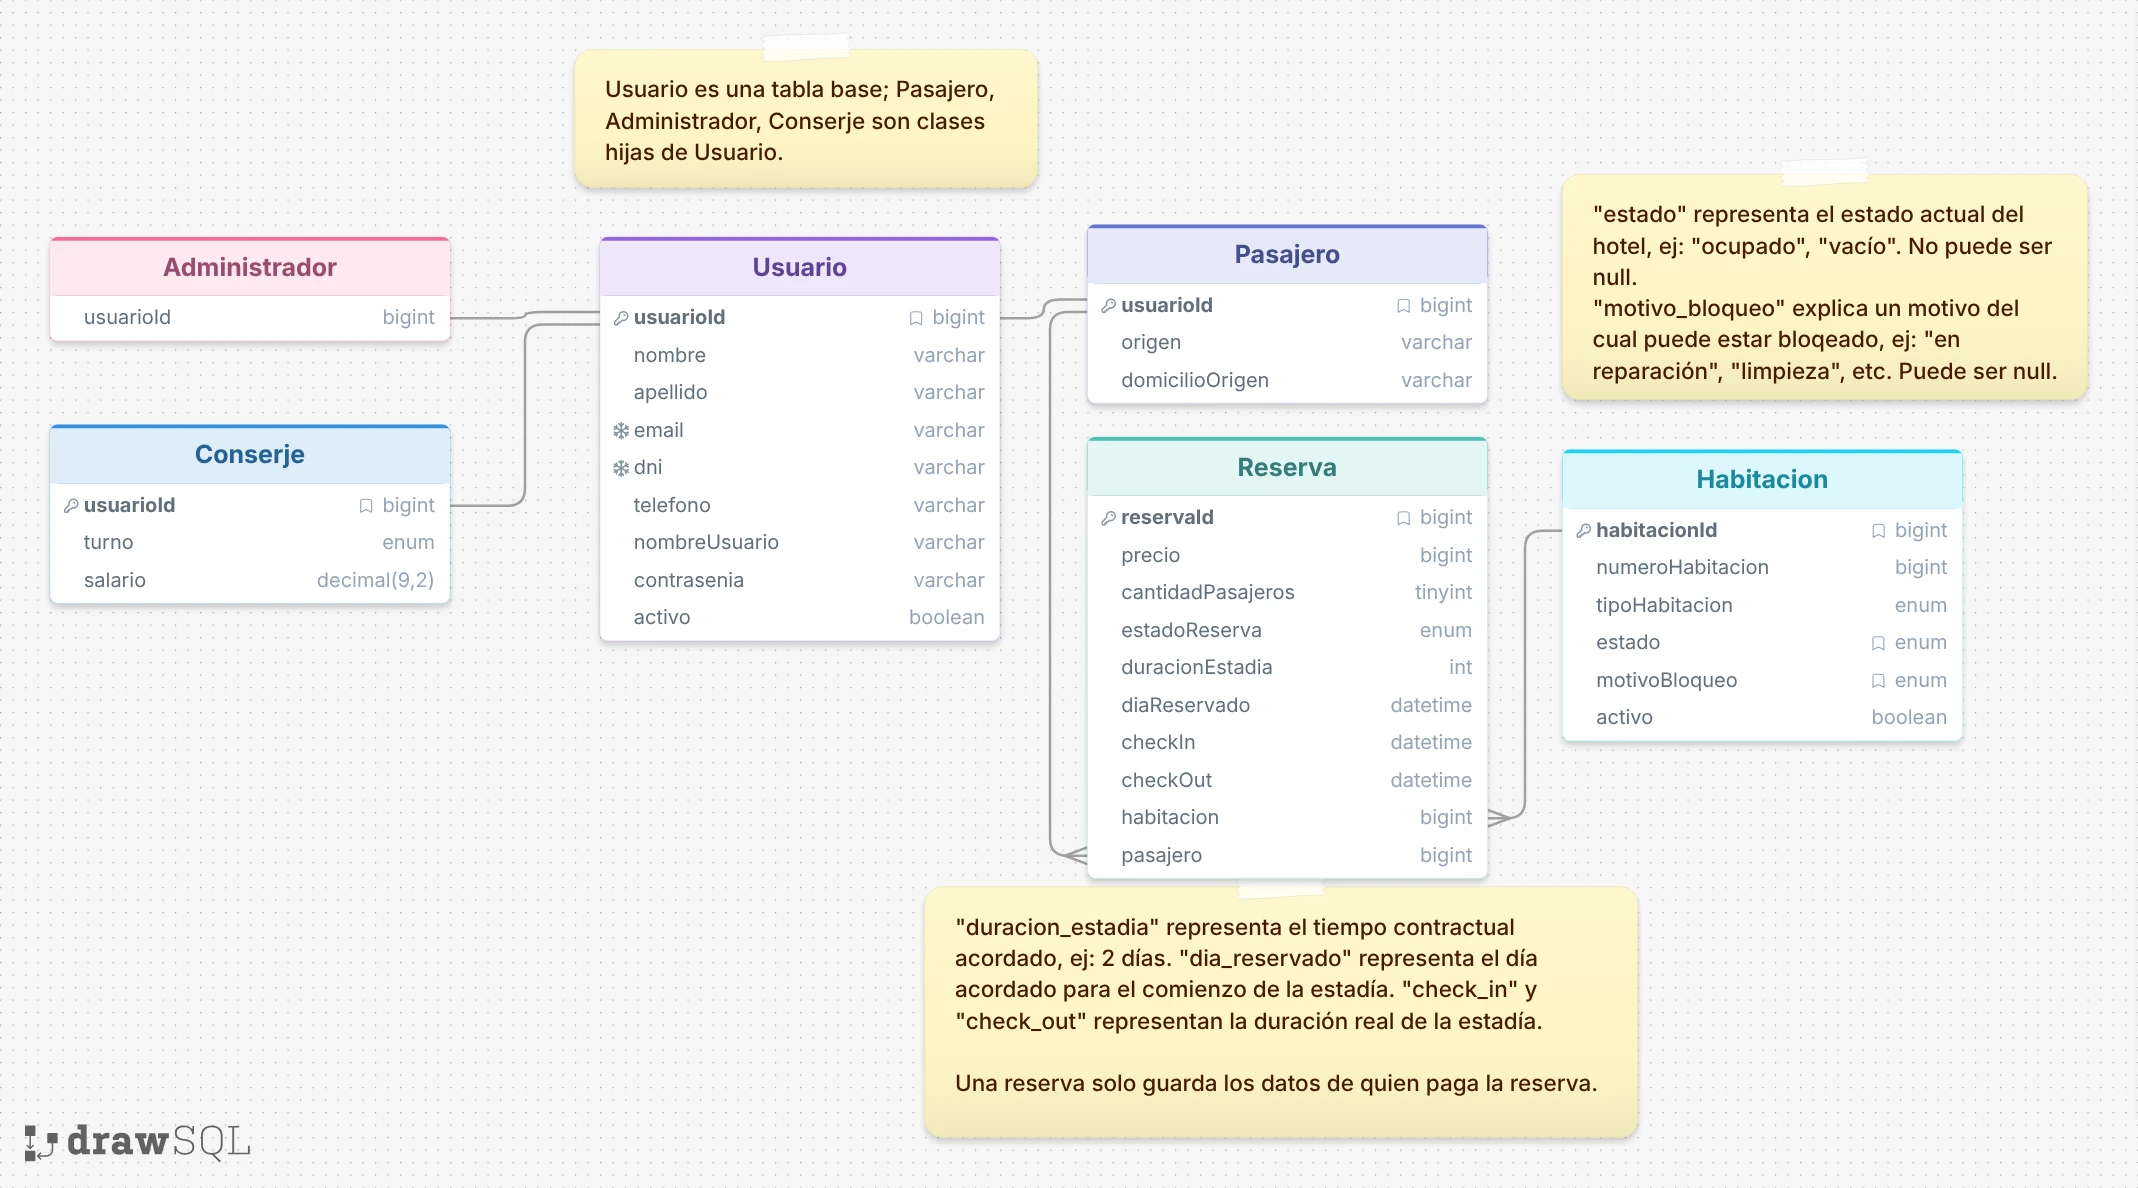 Usuario es una tabla base; Pasajero,
Administrador, Conserje son clases
hijas de Usuario.
"estado" representa el estado actual del
hotel, ej: "ocupado", "vacío". No puede ser
null.
"motivo_bloqueo" explica un motivo del
cual puede estar bloqeado, ej: "en
reparación", "limpieza", etc. Puede ser null.
Administrador
usuarioId bigint
Conserje
usuarioId bigint
turno enum
salario decimal(9,2)
Usuario
usuarioId bigint
nombre varchar
apellido varchar
email varchar
dni varchar
telefono varchar
nombreUsuario varchar
contrasenia varchar
activo boolean
Pasajero
usuarioId bigint
origen varchar
domicilioOrigen varchar
Reserva
reservaId bigint
precio bigint
cantidadPasajeros tinyint
estadoReserva enum
duracionEstadia int
diaReservado datetime
checkIn datetime
checkOut datetime
habitacion bigint
pasajero bigint
Habitacion
habitacionId bigint
numeroHabitacion bigint
tipoHabitacion enum
estado enum
motivoBloqueo enum
activo boolean
"duracion_estadia" representa el tiempo contractual
acordado, ej: 2 días. "dia_reservado" representa el día
acordado para el comienzo de la estadía. "check_in" y
"check_out" representan la duración real de la estadía.
Una reserva solo guarda los datos de quien paga la reserva.
drawSQL